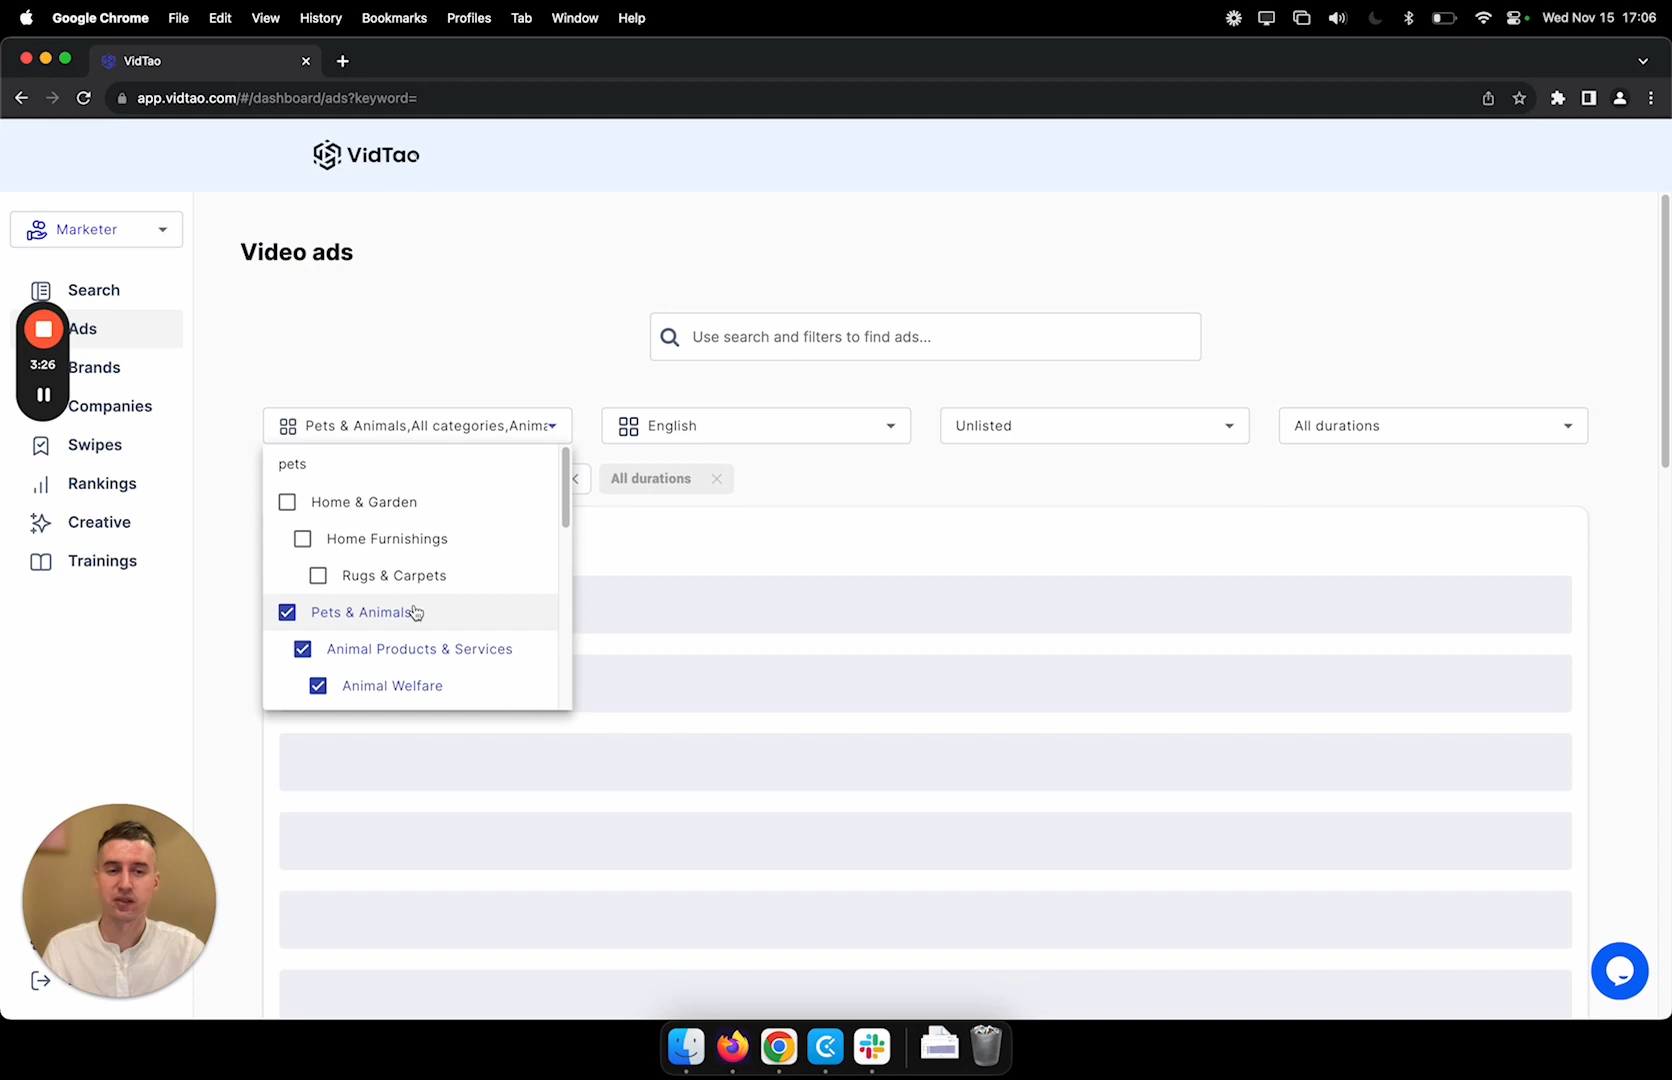 Google Chrome File Edit View History Bookmarks Profiles Tab Window Help Wed Nov 15 17:06
VidTao
app.vidtao.com/#/dashboard/ads?keyword=
VidTao
Marketer
Search
Ads
Brands
Companies
Swipes
Rankings
Creative
Trainings
3:26
Video ads
Use search and filters to find ads...
Pets & Animals,All categories,Anima
English
Unlisted
All durations
All durations
pets
Home & Garden
Home Furnishings
Rugs & Carpets
Pets & Animals
Animal Products & Services
Animal Welfare